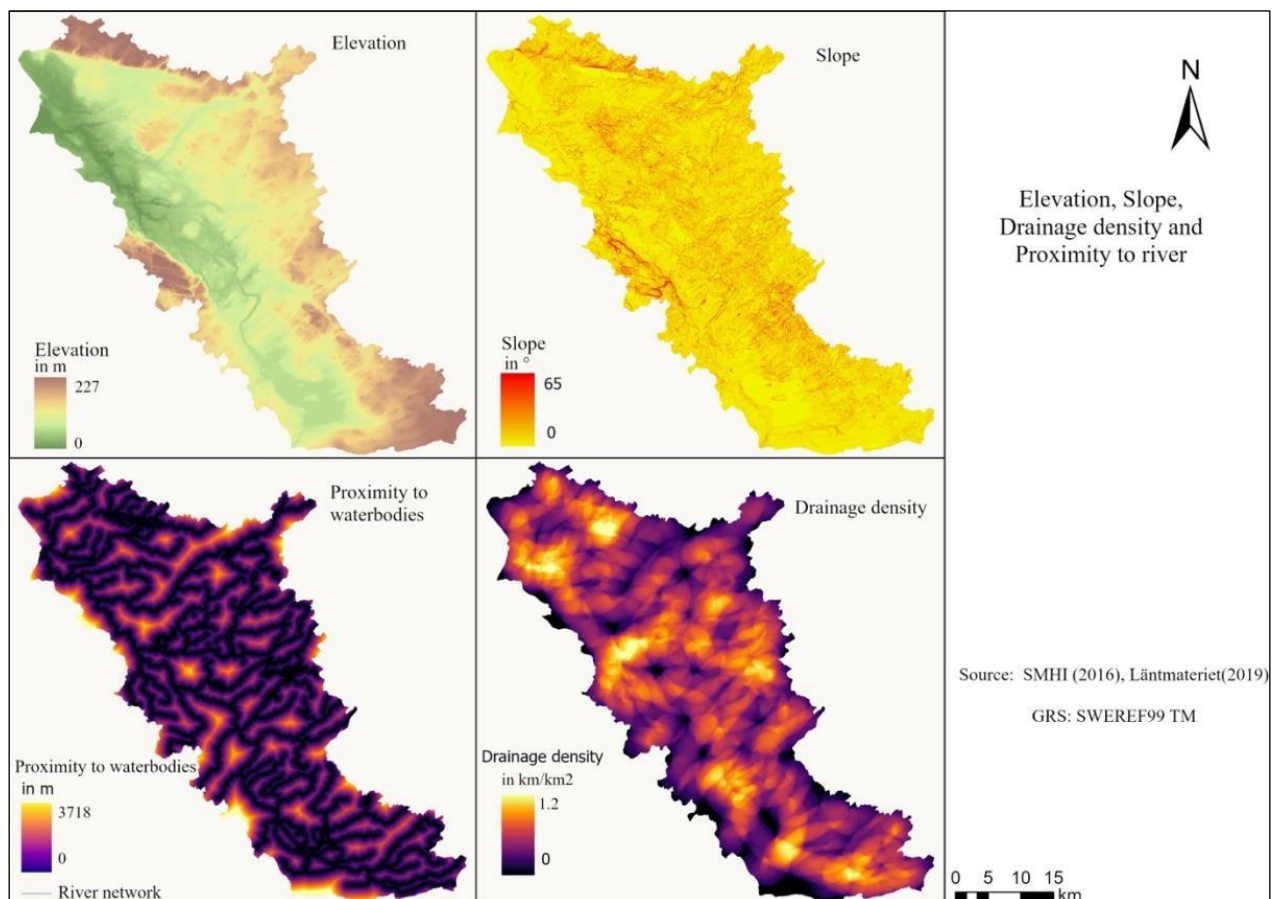 Elevation
Elevation
in m
227
0
Slope
Slope
in °
65
0
Proximity to
waterbodies
Proximity to waterbodies
in m
3718
0
River network
Drainage density
Drainage density
in km/km2
1.2
0
N
Elevation, Slope,
Drainage density and
Proximity to river
Source: SMHI (2016), Läntmateriet(2019)
GRS: SWEREF99 TM
0 5 10 15
km